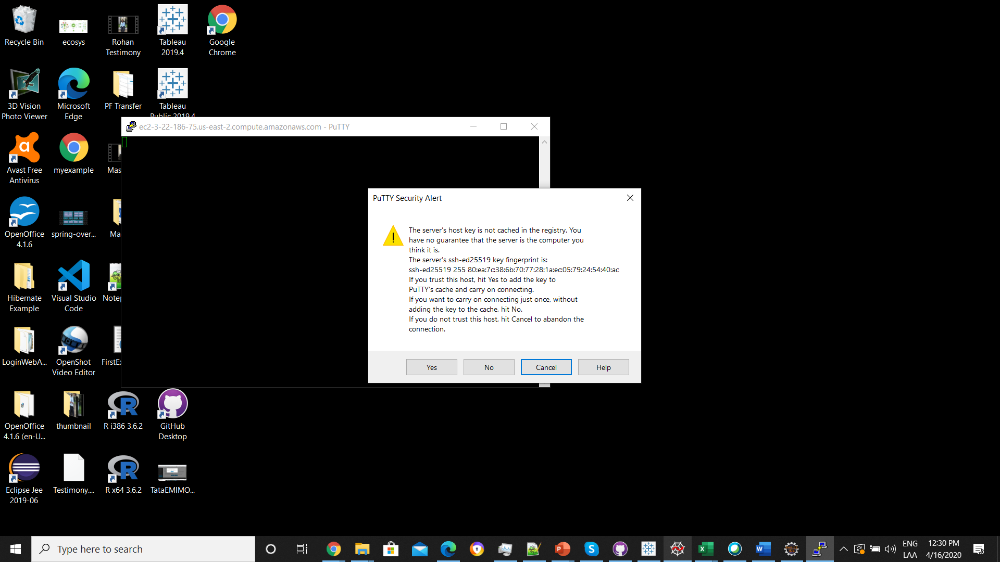 Recycle Bin
ecosys
Rohan
Testimony
Tableau
2019.4
Google
Chrome
3D Vision
Photo Viewer
Microsoft
Edge
PF Transfer
Tableau
Public 2019.4
ec2-3-22-186-75.us-east-2.compute.amazonaws.com - PuTTY
Avast Free
Antivirus
myexample
Mas
OpenOffice
4.1.6
spring-over...
Ma
Hibernate
Example
Visual Studio
Code
Notep
LoginWebA...
OpenShot
Video Editor
FirstEx
PuTTY Security Alert
The server's host key is not cached in the registry. You
have no guarantee that the server is the computer you
think it is.
The server's ssh-ed25519 key fingerprint is:
ssh-ed25519 255 80:ea:7c:38:6b:70:77:28:1a:ec:05:79:24:54:40:ac
If you trust this host, hit Yes to add the key to
PuTTY's cache and carry on connecting.
If you want to carry on connecting just once, without
adding the key to the cache, hit No.
If you do not trust this host, hit Cancel to abandon the
connection.
Yes
No
Cancel
Help
OpenOffice
4.1.6 (en-U...
thumbnail
R i386 3.6.2
GitHub
Desktop
Eclipse Jee
2019-06
Testimony....
R x64 3.6.2
TataEMIMO...
Type here to search
ENG
LAA
12:30 PM
4/16/2020